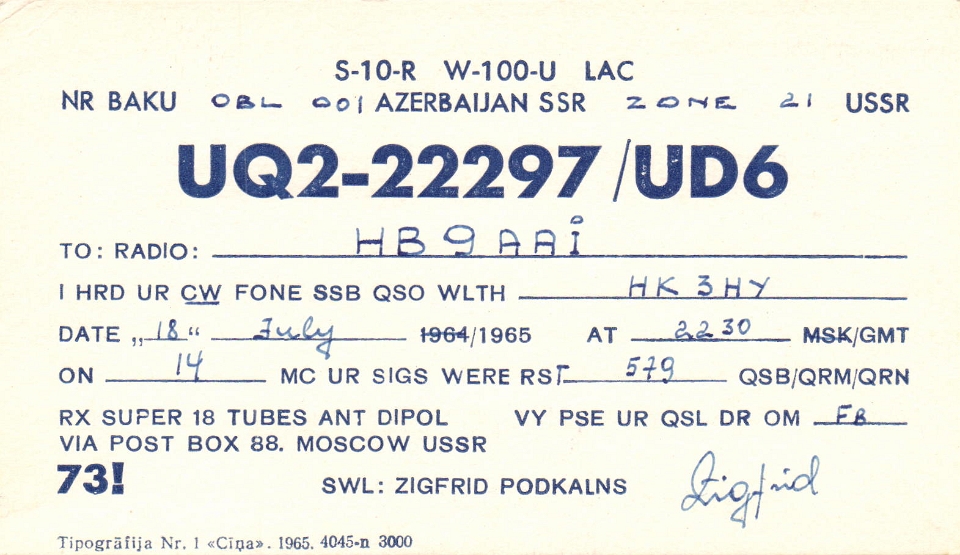 S-10-R W-100-U LAC
NR BAKU OBL 001 AZERBAIJAN SSR ZONE 21 USSR
UQ2-22297/UD6
TO: RADIO: HB9AAI
I HRD UR CW FONE SSB QSO WLTH HK3HY
DATE „18“ July 1964/1965 AT 2230 MSK/GMT
ON 14 MC UR SIGS WERE RST 579 QSB/QRM/QRN
RX SUPER 18 TUBES ANT DIPOL VY PSE UR QSL DR OM FB
VIA POST BOX 88. MOSCOW USSR
73! SWL: ZIGFRID PODKALNS Zigfrid
Tipogrāfija Nr. 1 «Cīņa». 1965. 4045-n 3000